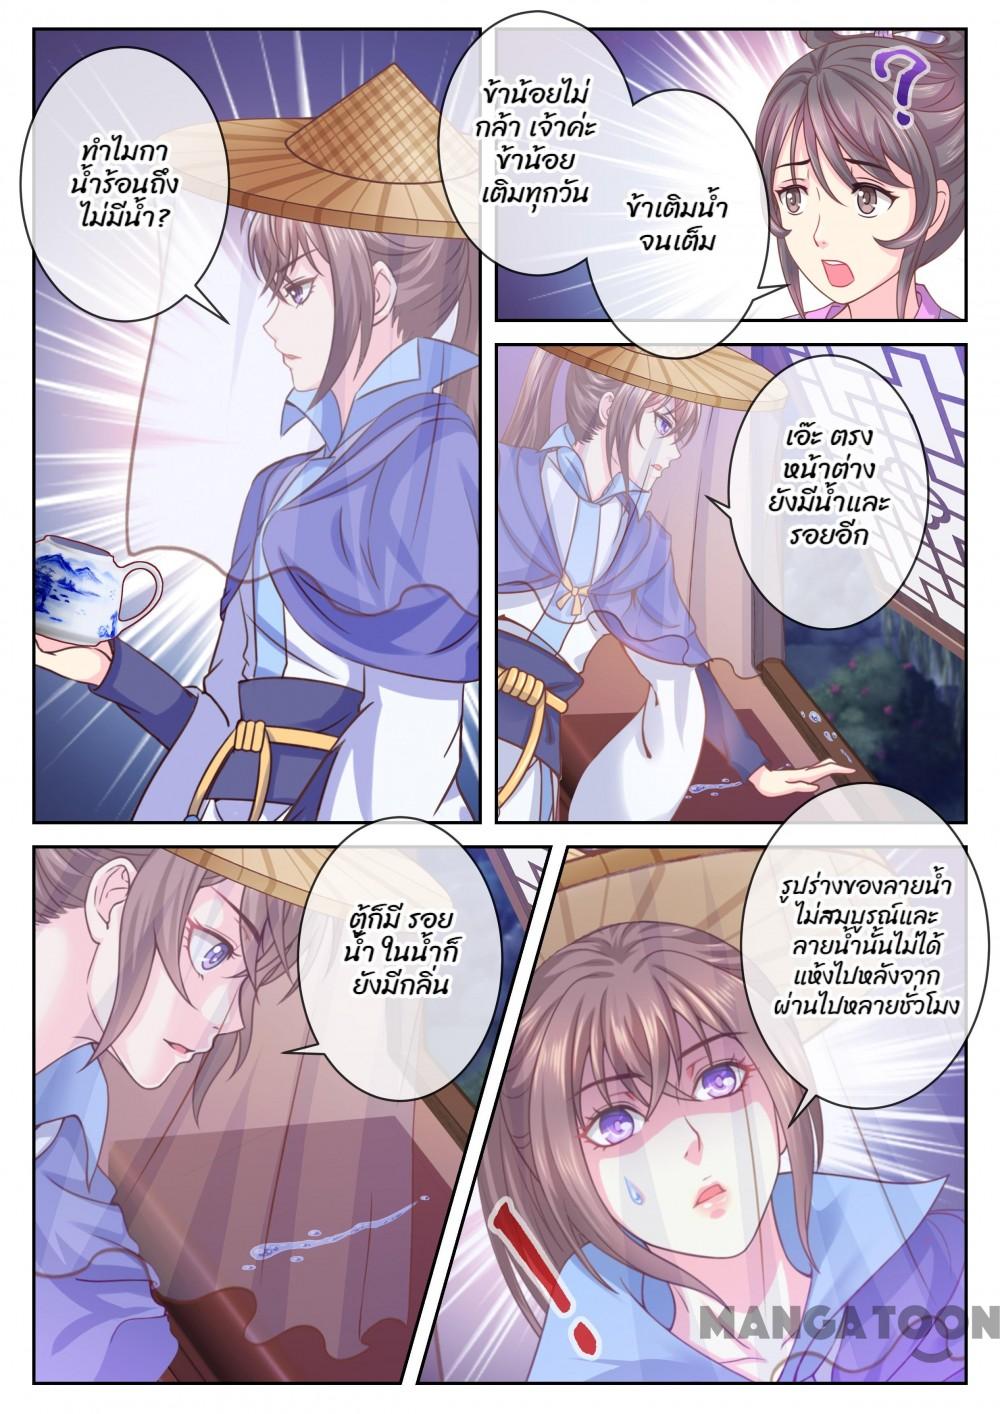 ทำไมกา
น้ำร้อนถึง
ไม่มีน้ำ?
ข้าน้อยไม่
กล้า เจ้าค่ะ
ข้าน้อย
เติมทุกวัน
ข้าเติมน้ำ
จนเต็ม
?
เอ๊ะ ตรง
หน้าต่าง
ยังมีน้ำและ
รอยอีก
ตู้ก็มี รอย
น้ำ ในน้ำก็
ยังมีกลิ่น
รูปร่างของลายน้ำ
ไม่สมบูรณ์และ
ลายน้ำนั้นไม่ได้
แห้งไปหลังจาก
ผ่านไปหลายชั่วโมง
!
MANGATOON